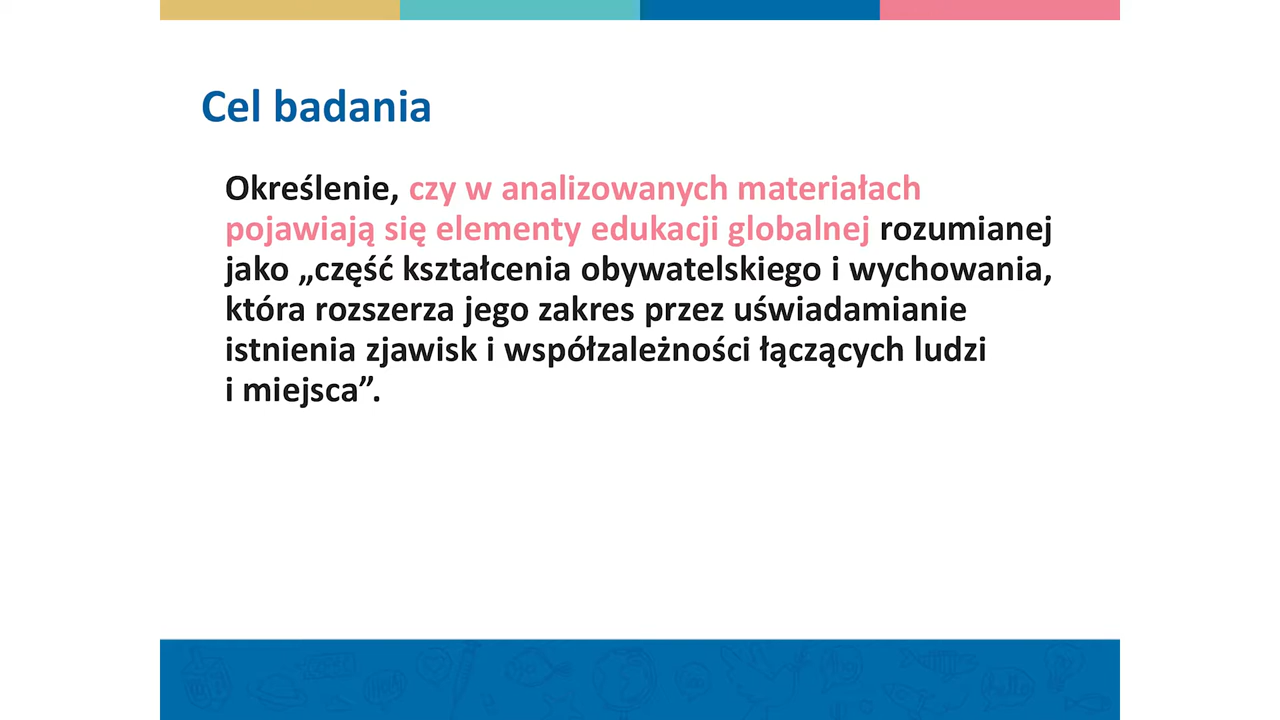 Cel badania
Określenie, czy w analizowanych materiałach
pojawiają się elementy edukacji globalnej rozumianej
jako „część kształcenia obywatelskiego i wychowania,
która rozszerza jego zakres przez uświadamianie
istnienia zjawisk i współzależności łączących ludzi
i miejsca”.